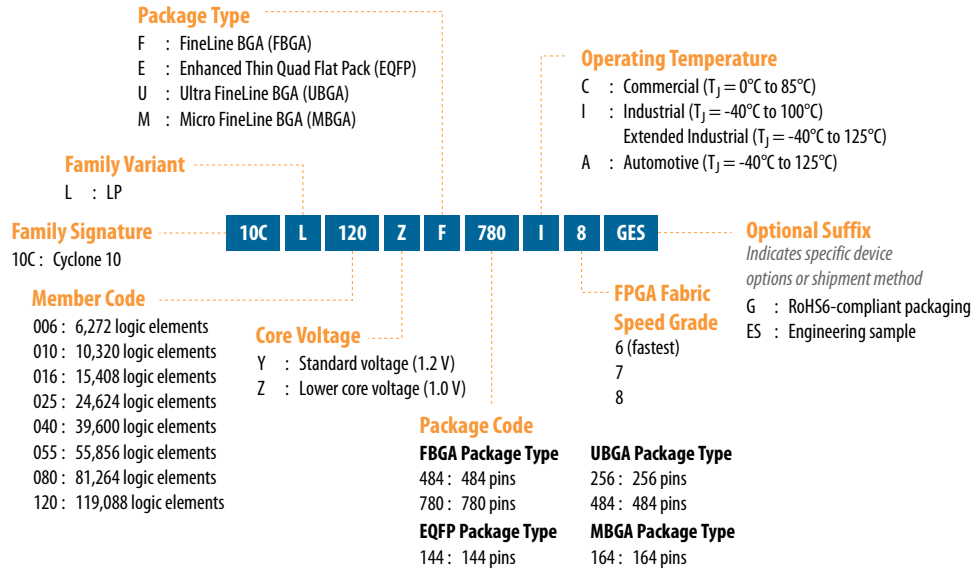 Package Type
F : FineLine BGA (FBGA)
E : Enhanced Thin Quad Flat Pack (EQFP)
U : Ultra FineLine BGA (UBGA)
M : Micro FineLine BGA (MBGA)
Operating Temperature
C : Commercial (TJ = 0°C to 85°C)
I : Industrial (TJ = -40°C to 100°C)
Extended Industrial (TJ = -40°C to 125°C)
A : Automotive (TJ = -40°C to 125°C)
Family Variant
L : LP
Family Signature
10C : Cyclone 10
10C L 120 Z F 780 I 8 GES
Optional Suffix
Indicates specific device
options or shipment method
G : RoHS6-compliant packaging
ES : Engineering sample
Member Code
006 : 6,272 logic elements
010 : 10,320 logic elements
016 : 15,408 logic elements
025 : 24,624 logic elements
040 : 39,600 logic elements
055 : 55,856 logic elements
080 : 81,264 logic elements
120 : 119,088 logic elements
Core Voltage
Y : Standard voltage (1.2 V)
Z : Lower core voltage (1.0 V)
FPGA Fabric
Speed Grade
6 (fastest)
7
8
Package Code
FBGA Package Type
484 : 484 pins
780 : 780 pins
EQFP Package Type
144 : 144 pins
UBGA Package Type
256 : 256 pins
484 : 484 pins
MBGA Package Type
164 : 164 pins